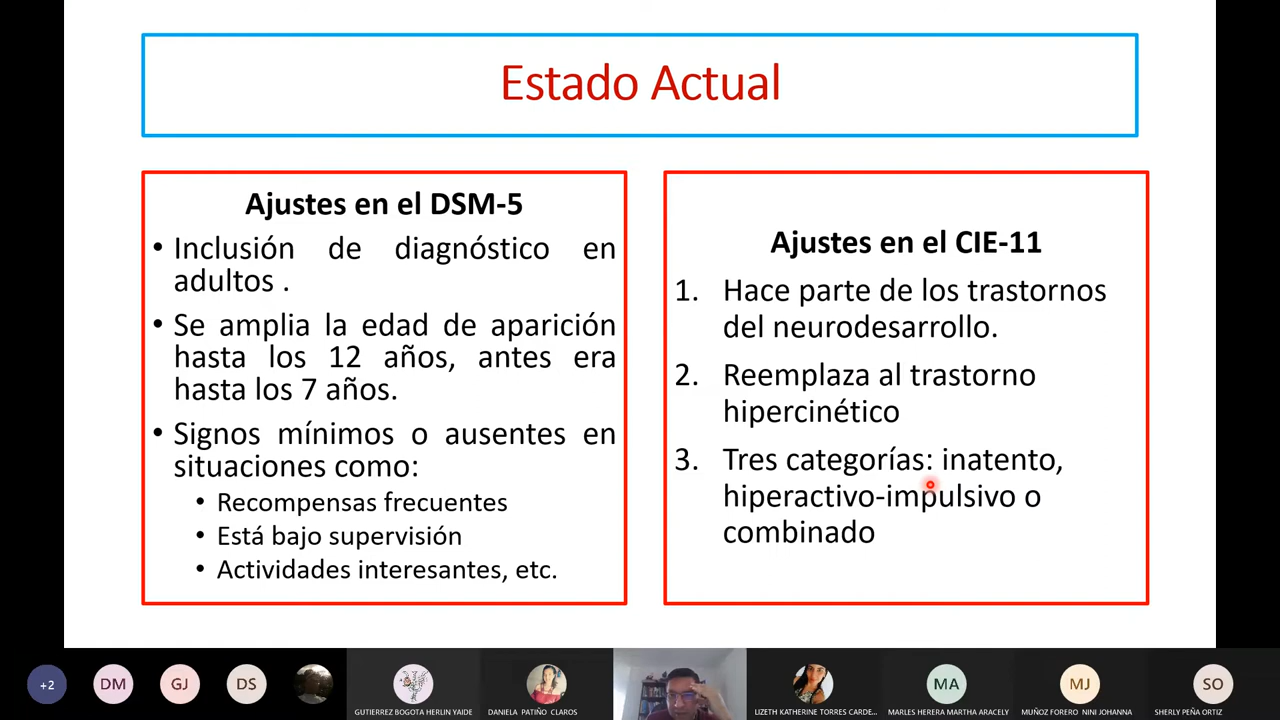 Estado Actual
Ajustes en el DSM-5
• Inclusión de diagnóstico en
adultos .
• Se amplia la edad de aparición
hasta los 12 años, antes era
hasta los 7 años.
• Signos mínimos o ausentes en
situaciones como:
• Recompensas frecuentes
• Está bajo supervisión
• Actividades interesantes, etc.
Ajustes en el CIE-11
1. Hace parte de los trastornos
del neurodesarrollo.
2. Reemplaza al trastorno
hipercinético
3. Tres categorías: inatento,
hiperactivo-impulsivo o
combinado
+2
DM
GJ
DS
GUTIERREZ BOGOTA HERLIN YAIDE
DANIELA PATIÑO CLAROS
LIZETH KATHERINE TORRES CARDE...
MA
MARLES HERERA MARTHA ARACELY
MJ
MUÑOZ FORERO NINI JOHANNA
SO
SHERLY PEÑA ORTIZ